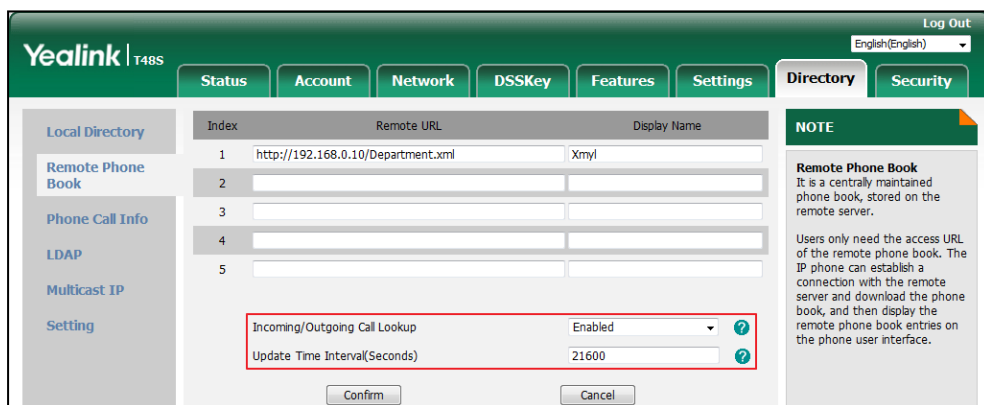 Log Out
Yealink T48S
English(English)
Status Account Network DSSKey Features Settings Directory Security
Local Directory
Remote Phone
Book
Phone Call Info
LDAP
Multicast IP
Setting
Index Remote URL Display Name
1 http://192.168.0.10/Department.xml Xmyl
2
3
4
5
Incoming/Outgoing Call Lookup Enabled ?
Update Time Interval(Seconds) 21600 ?
Confirm Cancel
NOTE
Remote Phone Book
It is a centrally maintained
phone book, stored on the
remote server.
Users only need the access URL
of the remote phone book. The
IP phone can establish a
connection with the remote
server and download the phone
book, and then display the
remote phone book entries on
the phone user interface.